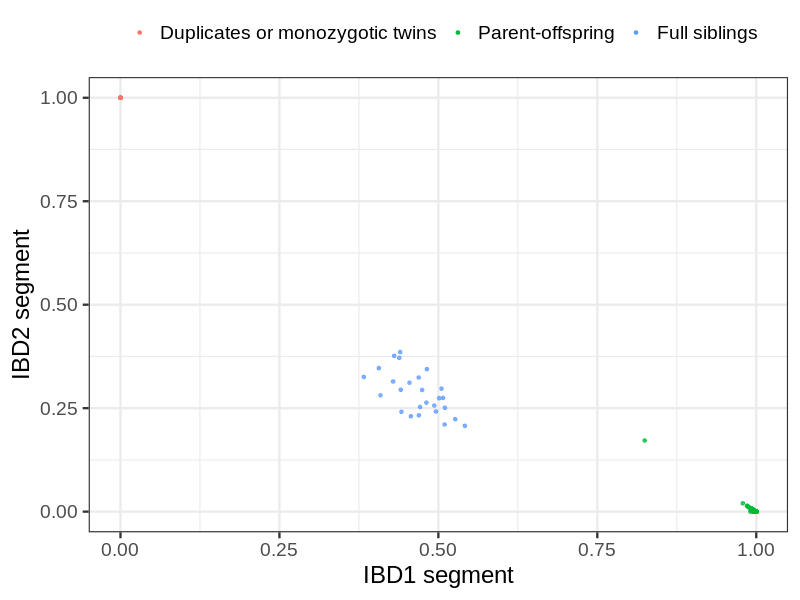 Duplicates or monozygotic twins Parent-offspring Full siblings
1.00
0.75
0.50
0.25
0.00
IBD2 segment
0.00 0.25 0.50 0.75 1.00
IBD1 segment